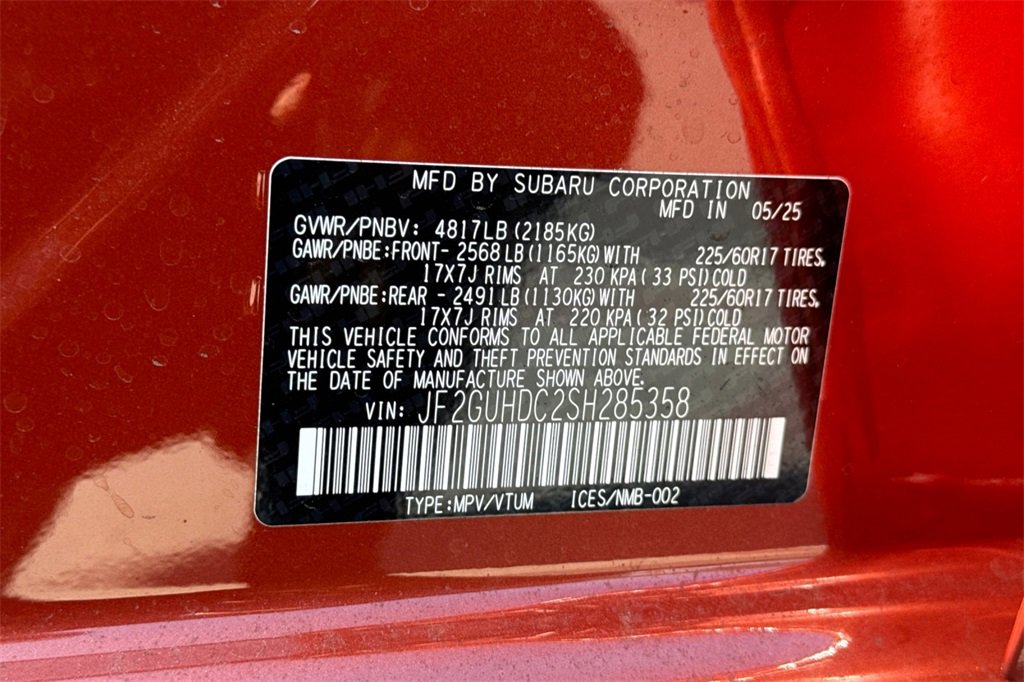 MFD BY SUBARU CORPORATION
MFD IN 05/25
GVWR/PNBV: 4817LB (2185KG)
GAWR/PNBE:FRONT- 2568LB (1165KG) WITH 225/60R17 TIRES,
17X7J RIMS AT 230 KPA ( 33 PSI) COLD
GAWR/PNBE:REAR - 2491LB (1130KG) WITH 225/60R17 TIRES,
17X7J RIMS AT 220 KPA ( 32 PSI) COLD
THIS VEHICLE CONFORMS TO ALL APPLICABLE FEDERAL MOTOR
VEHICLE SAFETY AND THEFT PREVENTION STANDARDS IN EFFECT ON
THE DATE OF MANUFACTURE SHOWN ABOVE.
VIN: JF2GUHDC2SH285358
TYPE:MPV/VTUM ICES/NMB-002